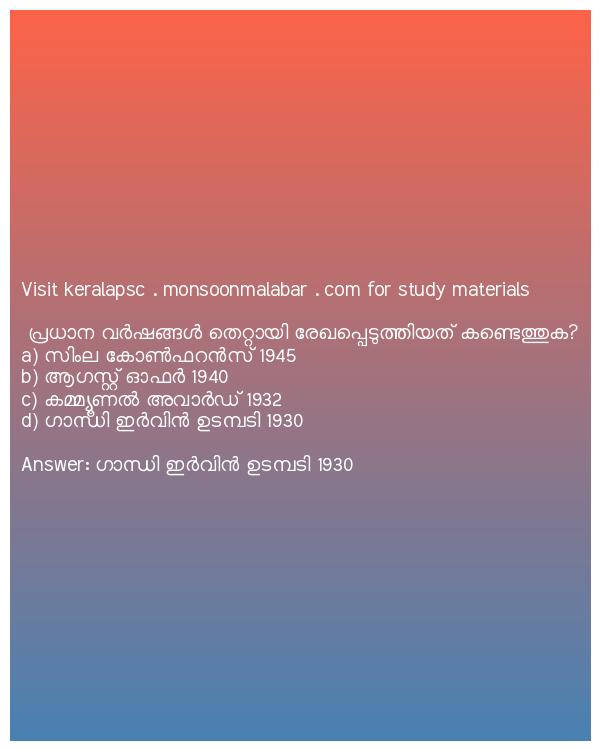 Visit keralapsc . monsoonmalabar . com for study materials
പ്രധാന വർഷങ്ങൾ തെറ്റായി രേഖപ്പെടുത്തിയത് കണ്ടെത്തുക?
a) സിംല കോൺഫറൻസ് 1945
b) ആഗസ്റ്റ് ഓഫർ 1940
c) കമ്മ്യൂണൽ അവാർഡ് 1932
d) ഗാന്ധി ഇർവിൻ ഉടമ്പടി 1930
Answer: ഗാന്ധി ഇർവിൻ ഉടമ്പടി 1930